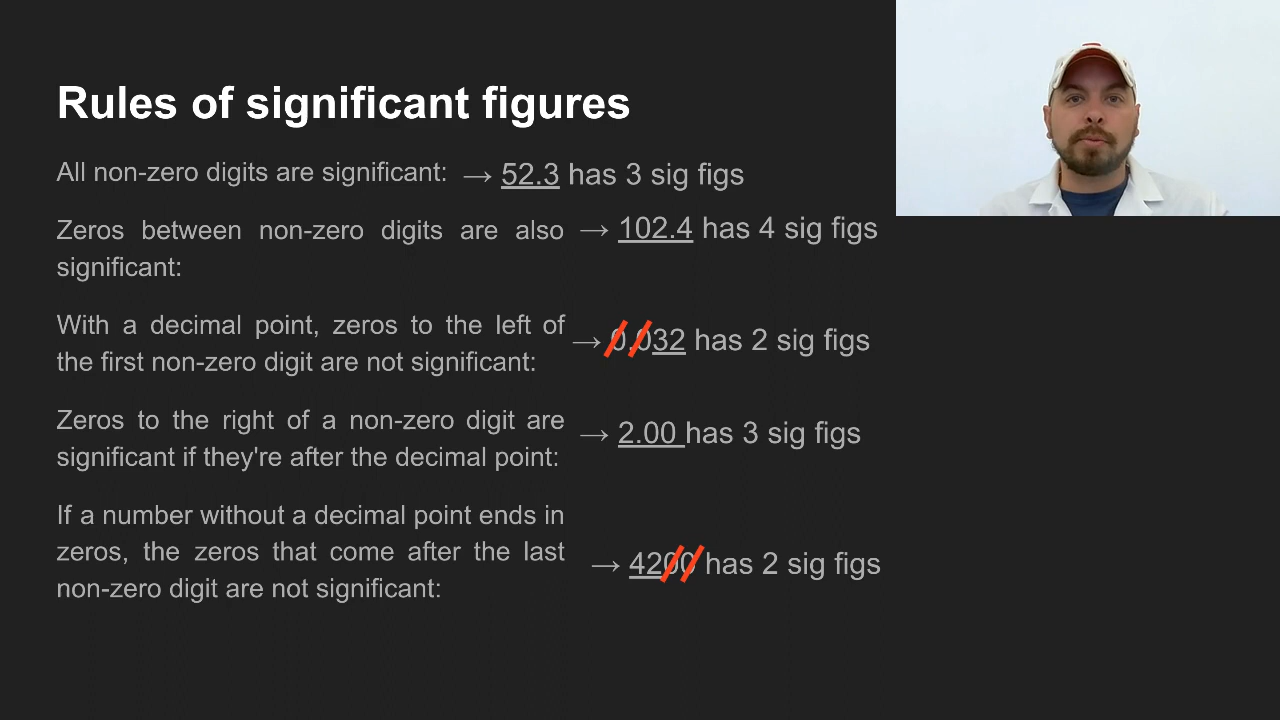 Rules of significant figures
All non-zero digits are significant: → 52.3 has 3 sig figs
Zeros between non-zero digits are also → 102.4 has 4 sig figs
significant:
With a decimal point, zeros to the left of
the first non-zero digit are not significant:
→ 0.032 has 2 sig figs
Zeros to the right of a non-zero digit are
significant if they're after the decimal point:
→ 2.00 has 3 sig figs
If a number without a decimal point ends in
zeros, the zeros that come after the last
non-zero digit are not significant:
→ 4200 has 2 sig figs